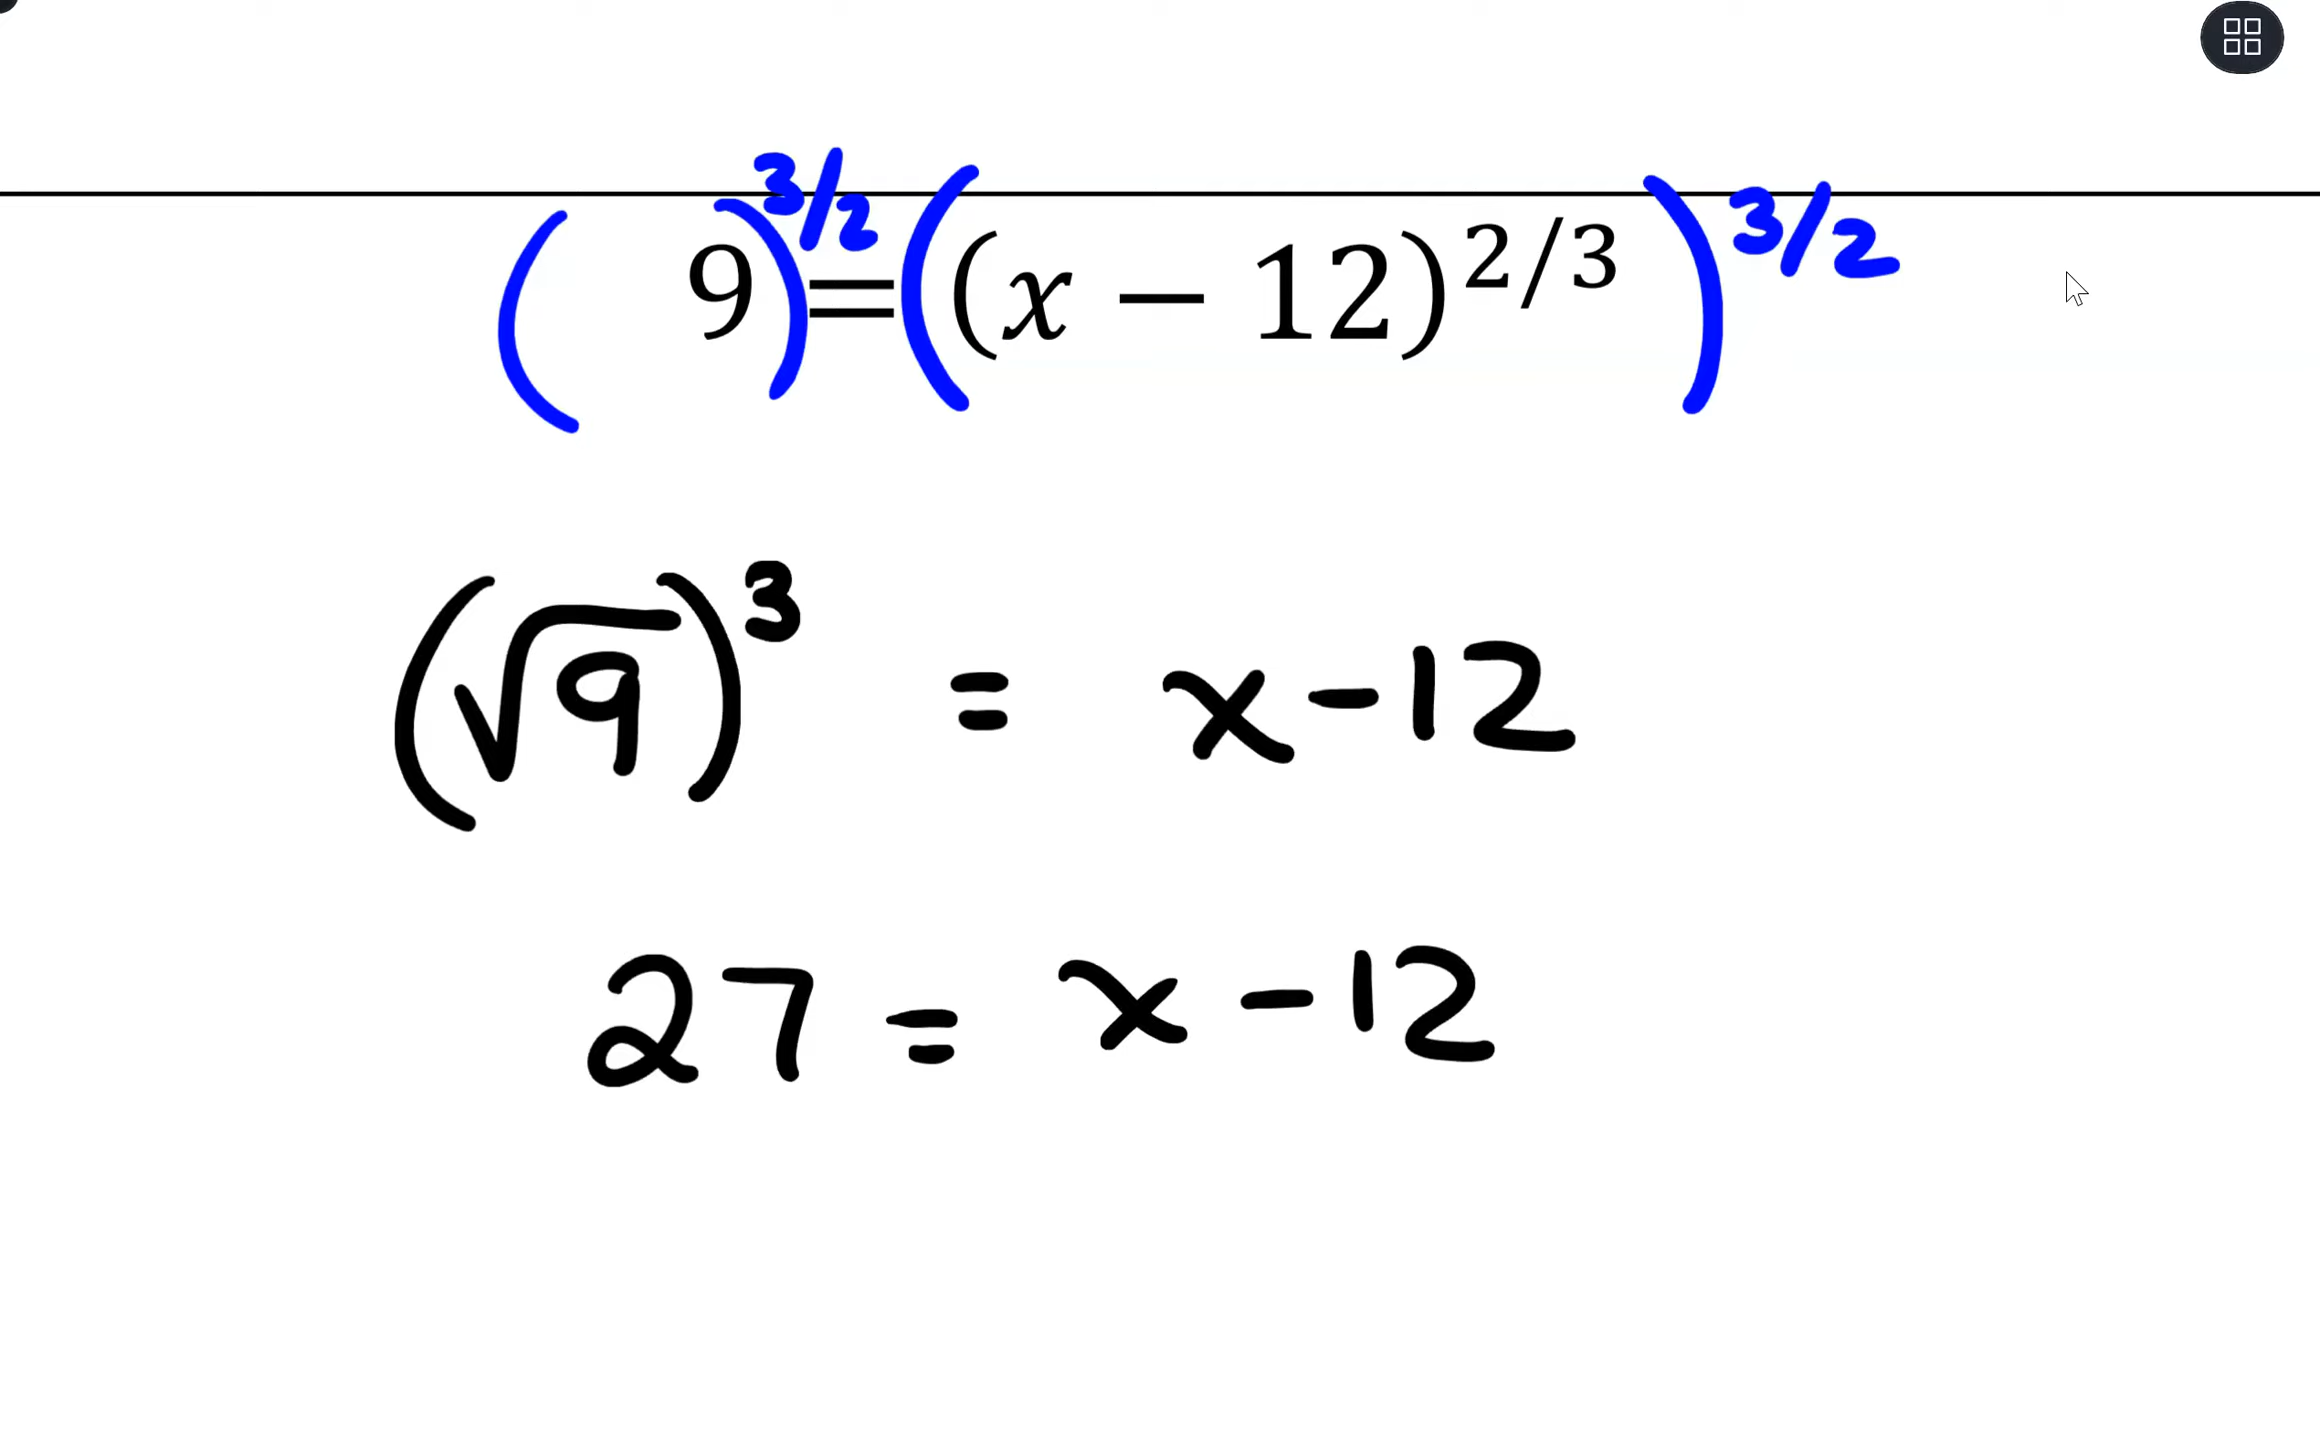 ( 9)^3/2 = ((x − 12)^2/3)^3/2
(√9)^3 = x - 12
27 = x - 12